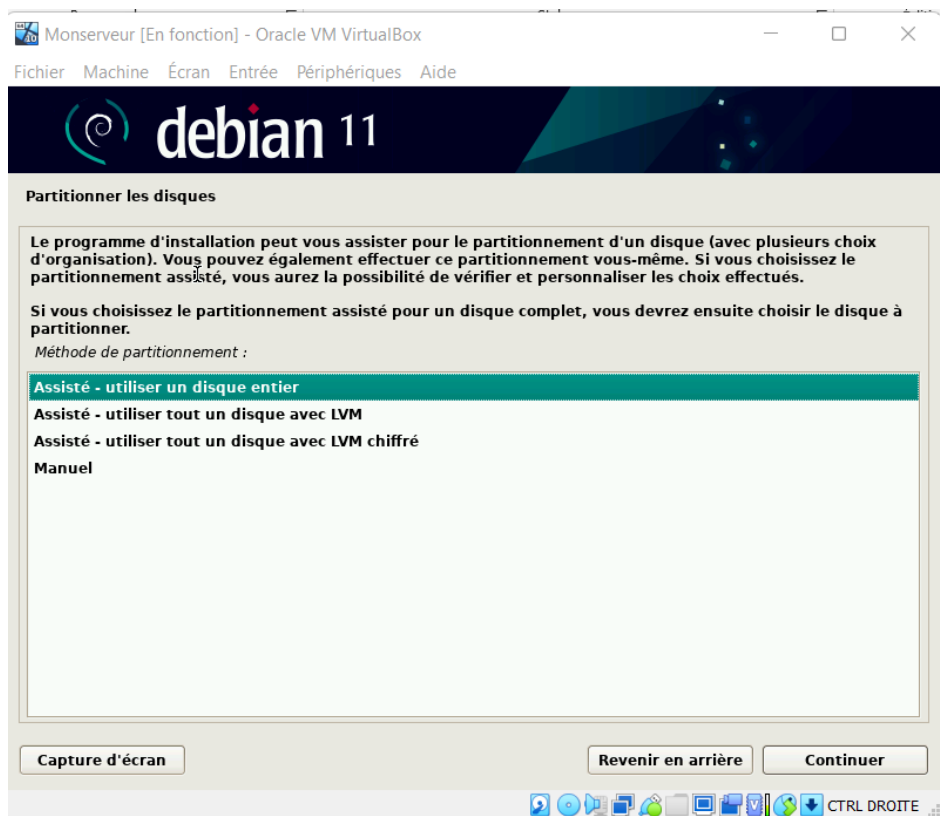 Monserveur [En fonction] - Oracle VM VirtualBox
Fichier Machine Écran Entrée Périphériques Aide
debian 11
Partitionner les disques
Le programme d'installation peut vous assister pour le partitionnement d'un disque (avec plusieurs choix
d'organisation). Vous pouvez également effectuer ce partitionnement vous-même. Si vous choisissez le
partitionnement assisté, vous aurez la possibilité de vérifier et personnaliser les choix effectués.
Si vous choisissez le partitionnement assisté pour un disque complet, vous devrez ensuite choisir le disque à
partitionner.
Méthode de partitionnement :
Assisté - utiliser un disque entier
Assisté - utiliser tout un disque avec LVM
Assisté - utiliser tout un disque avec LVM chiffré
Manuel
Capture d'écran
Revenir en arrière
Continuer
CTRL DROITE